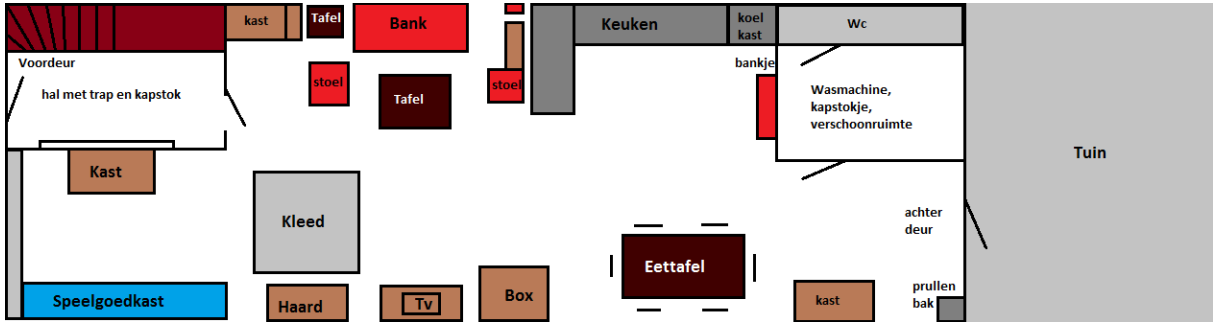 kast
Tafel
Bank
Keuken
koel
kast
Wc
Voordeur
hal met trap en kapstok
stoel
Tafel
stoel
bankje
Wasmachine,
kapstokje,
verschoonruimte
Tuin
Kast
Kleed
achter
deur
Eettafel
Speelgoedkast
Haard
Tv
Box
kast
prullen
bak